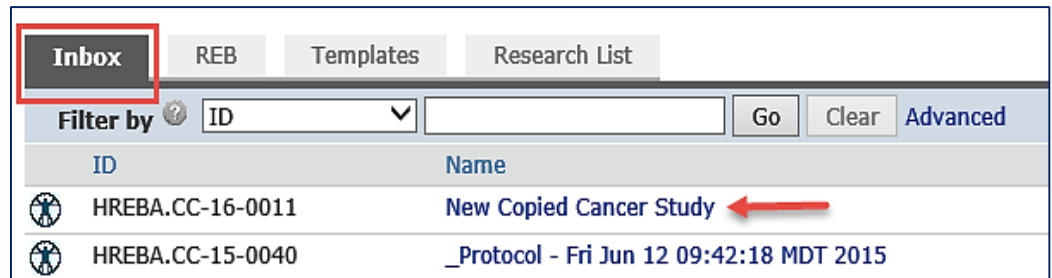 Inbox REB Templates Research List
Filter by ID Go Clear Advanced
ID Name
HREBA.CC-16-0011 New Copied Cancer Study
HREBA.CC-15-0040 _Protocol - Fri Jun 12 09:42:18 MDT 2015